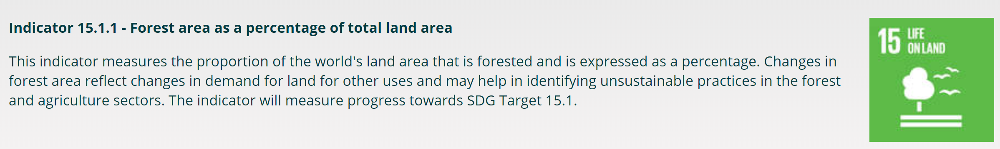 Indicator 15.1.1 - Forest area as a percentage of total land area
This indicator measures the proportion of the world's land area that is forested and is expressed as a percentage. Changes in
forest area reflect changes in demand for land for other uses and may help in identifying unsustainable practices in the forest
and agriculture sectors. The indicator will measure progress towards SDG Target 15.1.
15 LIFE
ON LAND